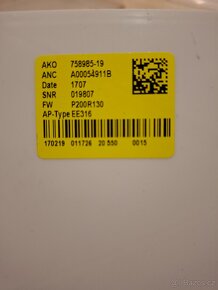 AKO 758985-19
ANC A00054911B
Date 1707
SNR 019807
FW P200R130
AP-Type EE316
170219 011726 20 550 0015